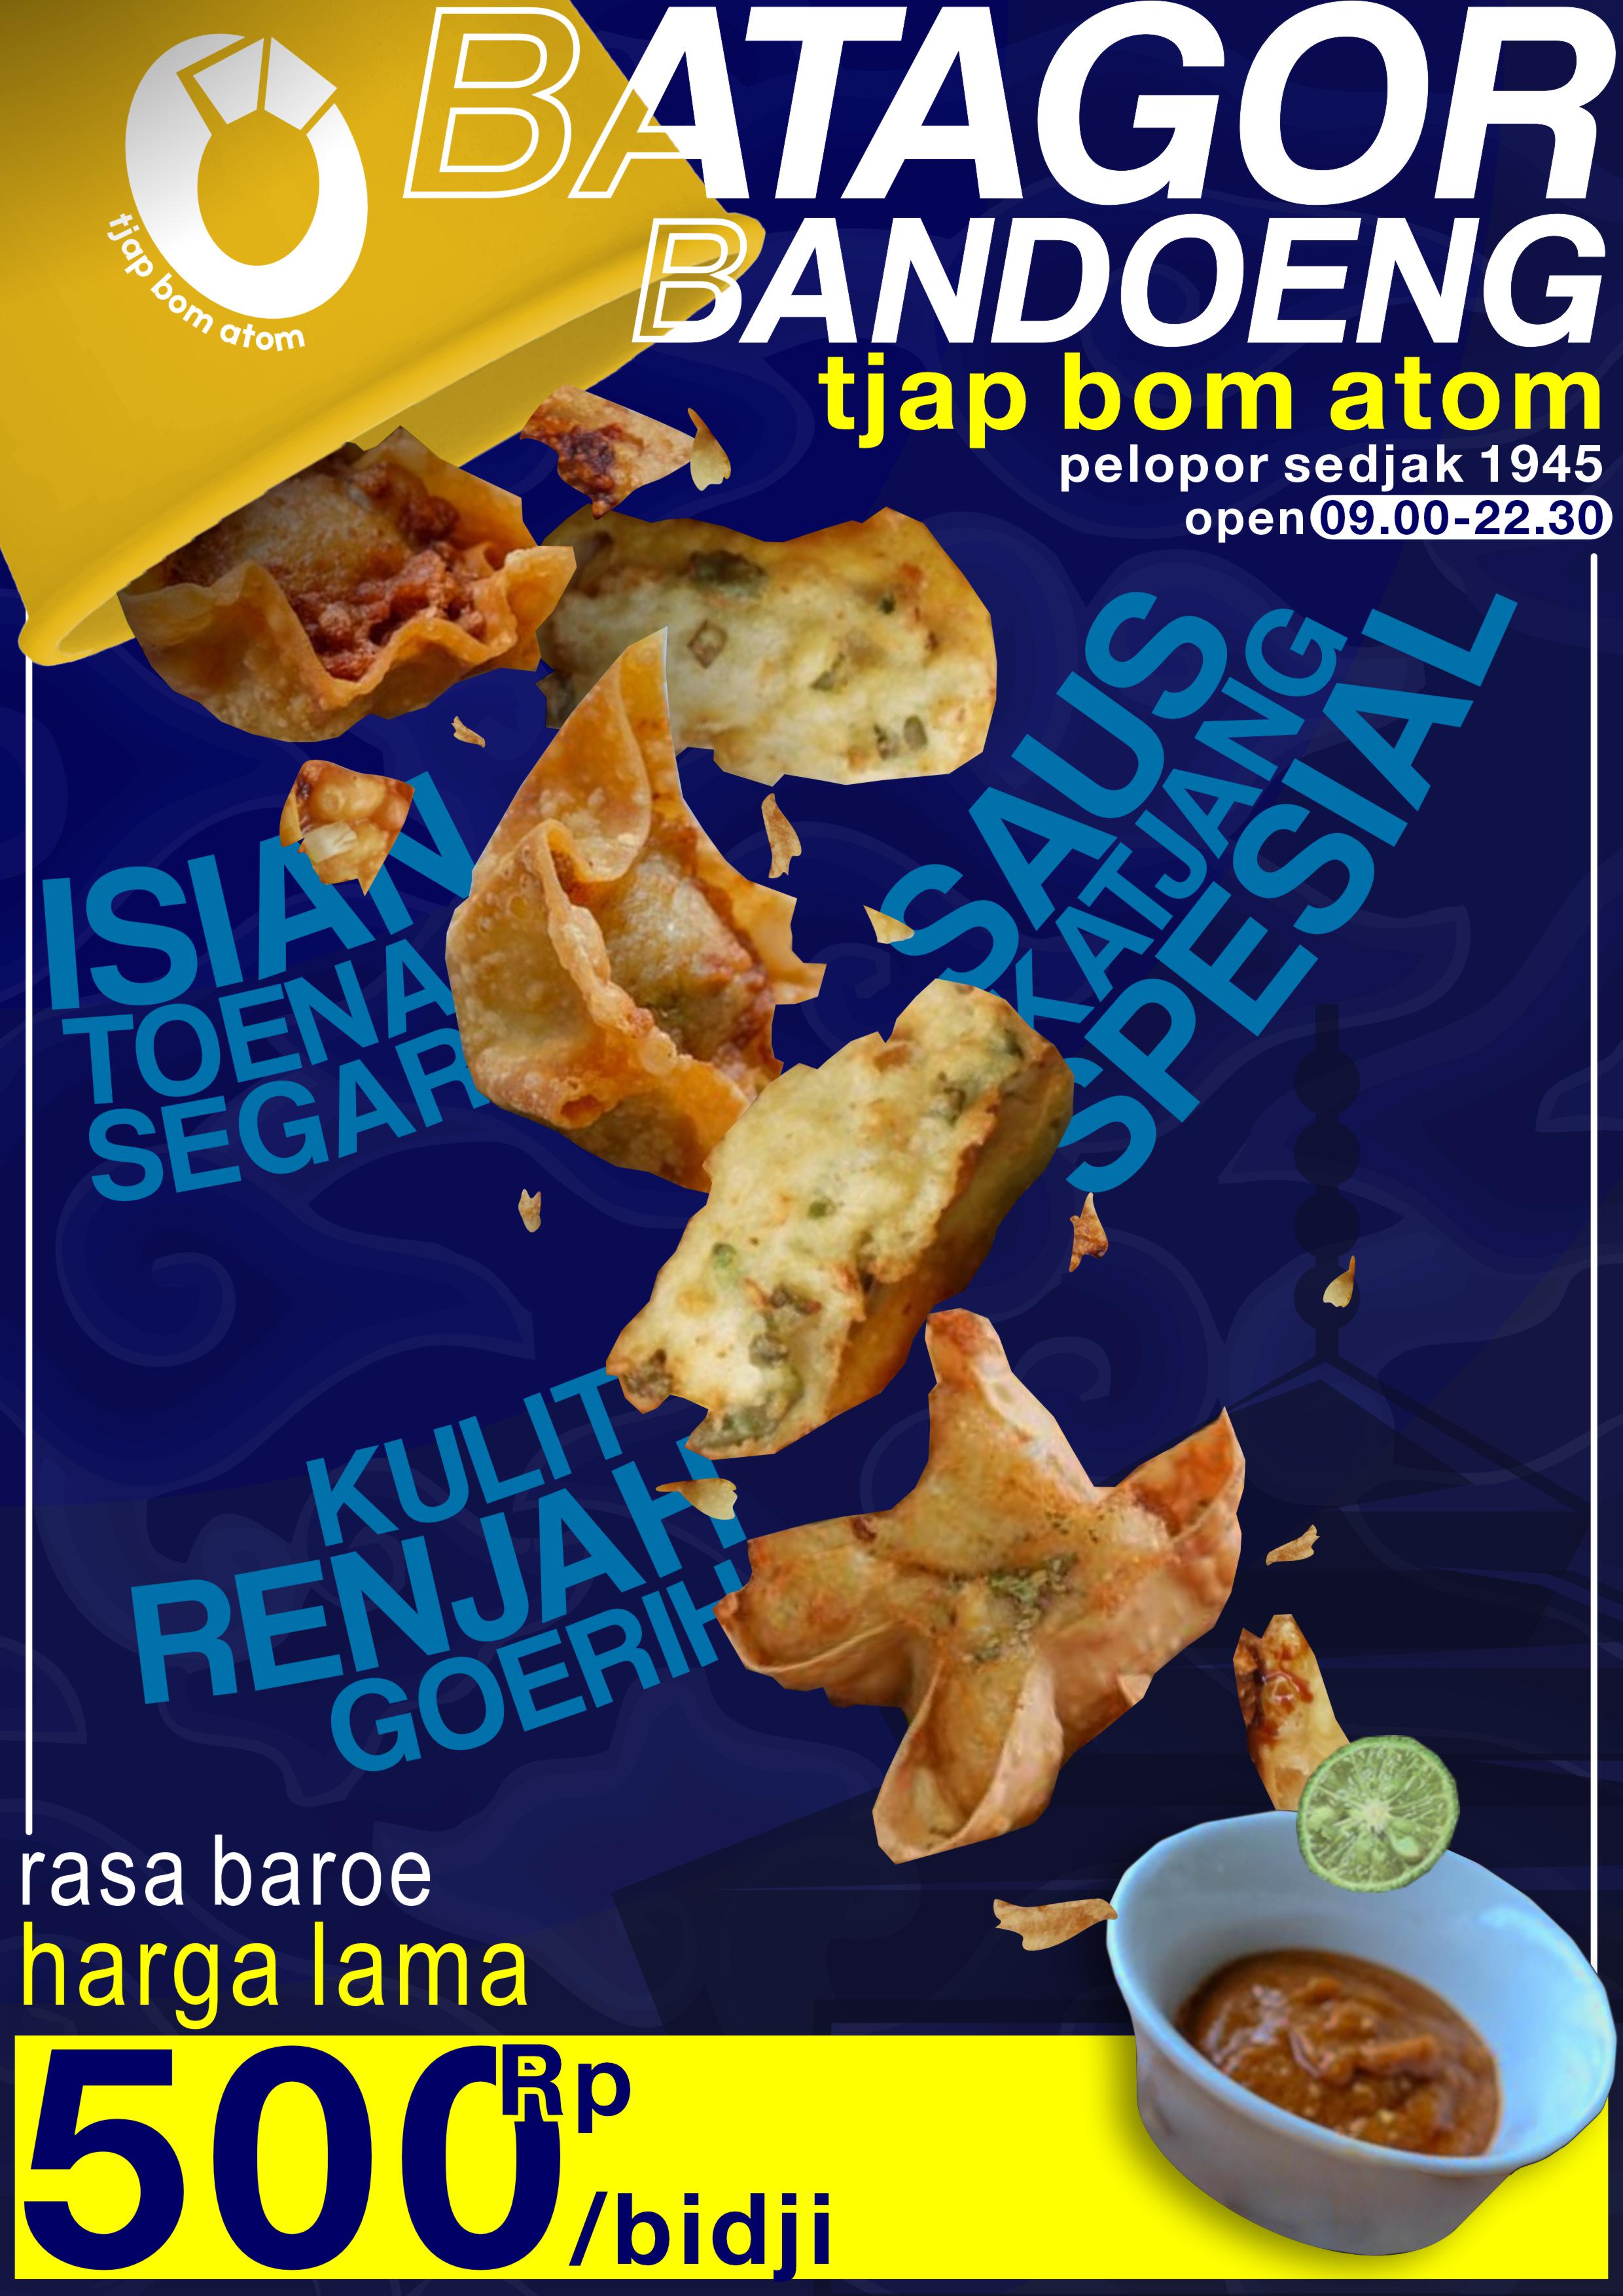 tjap bom atom
BATAGOR
BANDOENG
tjap bom atom
pelopor sedjak 1945
open 09.00-22.30
SAUS
KATJANG
SPESIAL
ISIAN
TOENA
SEGAR
KULIT
RENJAH
GOERIH
rasa baroe
harga lama
500 Rp
/bidji